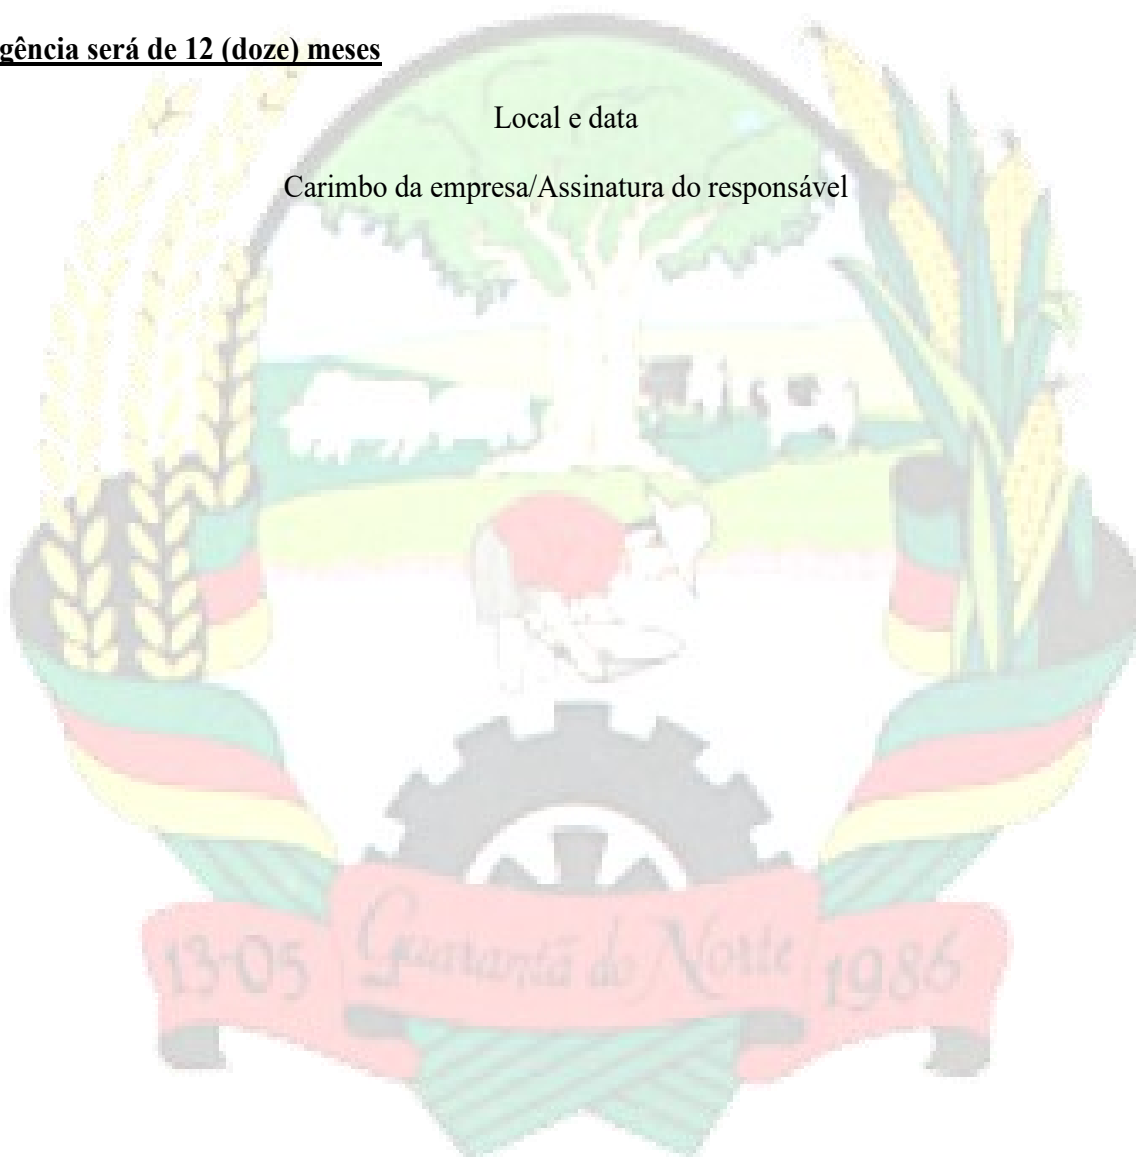 gência será de 12 (doze) meses
Local e data
Carimbo da empresa/Assinatura do responsável
13-05 Guarantã do Norte 1986